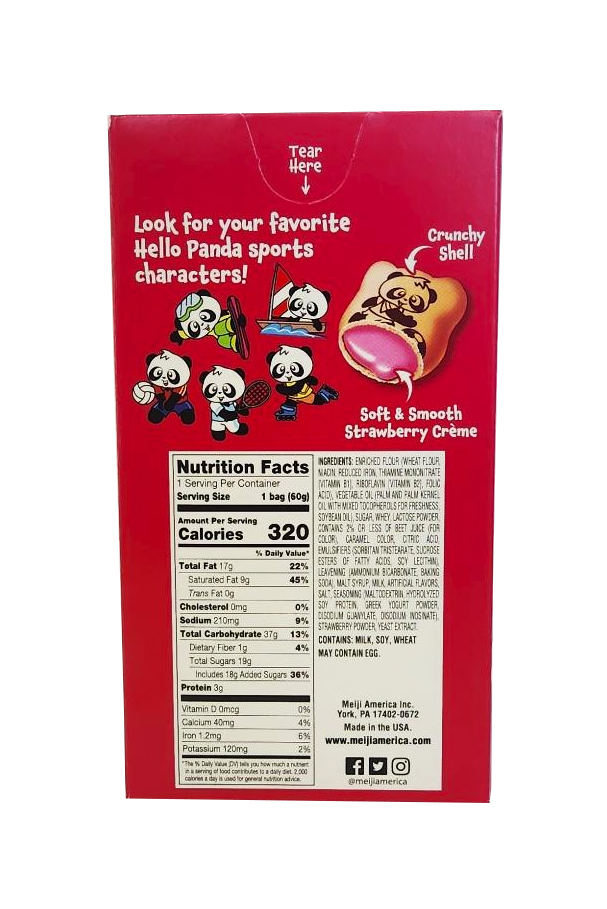 Tear
Here
Look for your favorite
Hello Panda sports
characters!
Crunchy
Shell
Soft & Smooth
Strawberry Crème
Nutrition Facts
1 Serving Per Container
Serving Size 1 bag (60g)
Amount Per Serving
Calories 320
% Daily Value*
Total Fat 17g 22%
Saturated Fat 9g 45%
Trans Fat 0g
Cholesterol 0mg 0%
Sodium 210mg 9%
Total Carbohydrate 37g 13%
Dietary Fiber 1g 4%
Total Sugars 19g
Includes 18g Added Sugars 36%
Protein 3g
Vitamin D 0mcg 0%
Calcium 40mg 4%
Iron 1.2mg 6%
Potassium 120mg 2%
*The % Daily Value (DV) tells you how much a nutrient
in a serving of food contributes to a daily diet. 2,000
calories a day is used for general nutrition advice.
INGREDIENTS: ENRICHED FLOUR (WHEAT FLOUR,
NIACIN, REDUCED IRON, THIAMINE MONONITRATE
[VITAMIN B1], RIBOFLAVIN [VITAMIN B2], FOLIC
ACID), VEGETABLE OIL (PALM AND PALM KERNEL
OIL WITH MIXED TOCOPHEROLS FOR FRESHNESS,
SOYBEAN OIL), SUGAR, WHEY, LACTOSE POWDER,
CONTAINS 2% OR LESS OF BEET JUICE (FOR
COLOR), CARAMEL COLOR, CITRIC ACID,
EMULSIFIERS (SORBITAN TRISTEARATE, SUCROSE
ESTERS OF FATTY ACIDS, SOY LECITHIN),
LEAVENING (AMMONIUM BICARBONATE, BAKING
SODA), MALT SYRUP, MILK, ARTIFICIAL FLAVORS,
SALT, SEASONING (MALTODEXTRIN, HYDROLYZED
SOY PROTEIN, GREEK YOGURT POWDER,
DISODIUM GUANYLATE, DISODIUM INOSINATE),
STRAWBERRY POWDER, YEAST EXTRACT.
CONTAINS: MILK, SOY, WHEAT
MAY CONTAIN EGG.
Meiji America Inc.
York, PA 17402-0672
Made in the USA.
www.meijiamerica.com
@meijiamerica